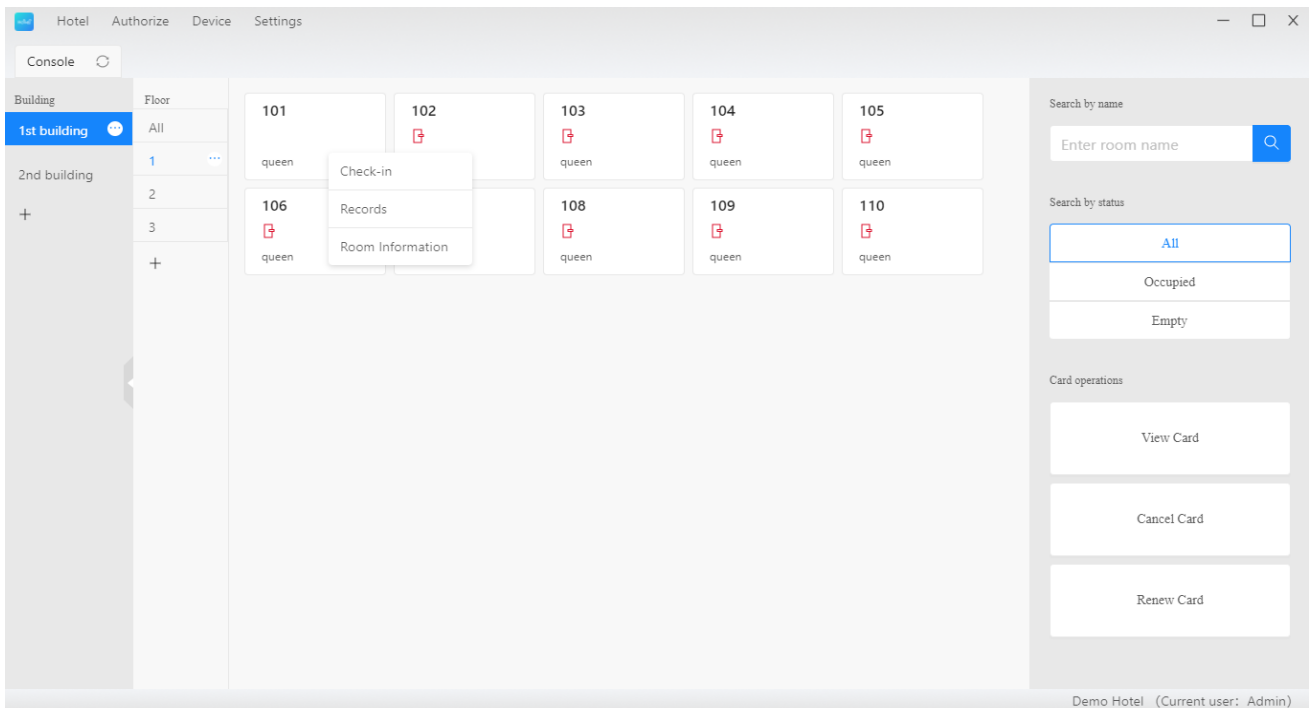 Hotel Authorize Device Settings
Console
Building
1st building
2nd building
+
Floor
All
1
2
3
+
101
queen
102
103
queen
104
queen
105
queen
106
queen
108
queen
109
queen
110
queen
Check-in
Records
Room Information
Search by name
Enter room name
Search by status
All
Occupied
Empty
Card operations
View Card
Cancel Card
Renew Card
Demo Hotel (Current user: Admin)